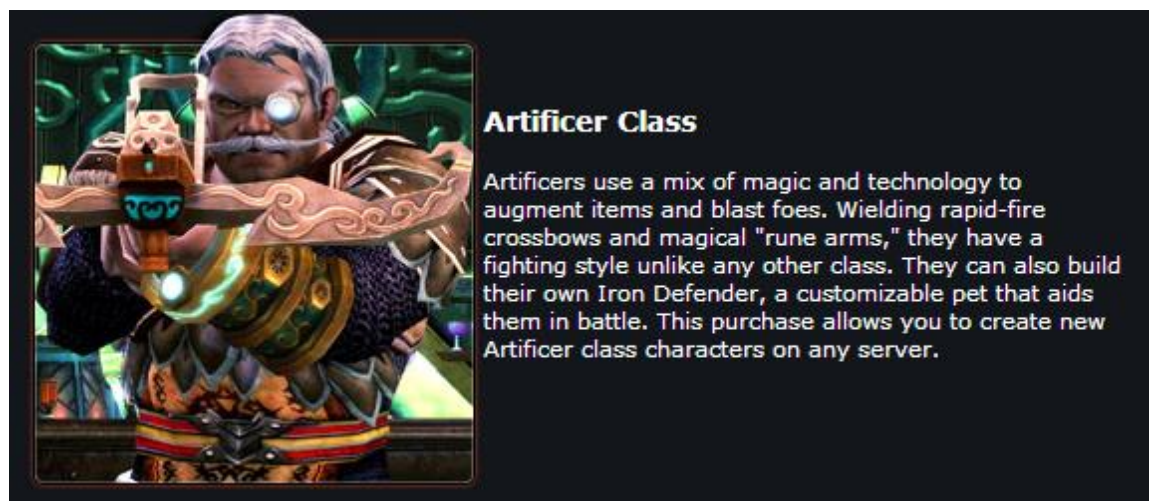 Artificer Class
Artificers use a mix of magic and technology to
augment items and blast foes. Wielding rapid-fire
crossbows and magical "rune arms," they have a
fighting style unlike any other class. They can also build
their own Iron Defender, a customizable pet that aids
them in battle. This purchase allows you to create new
Artificer class characters on any server.